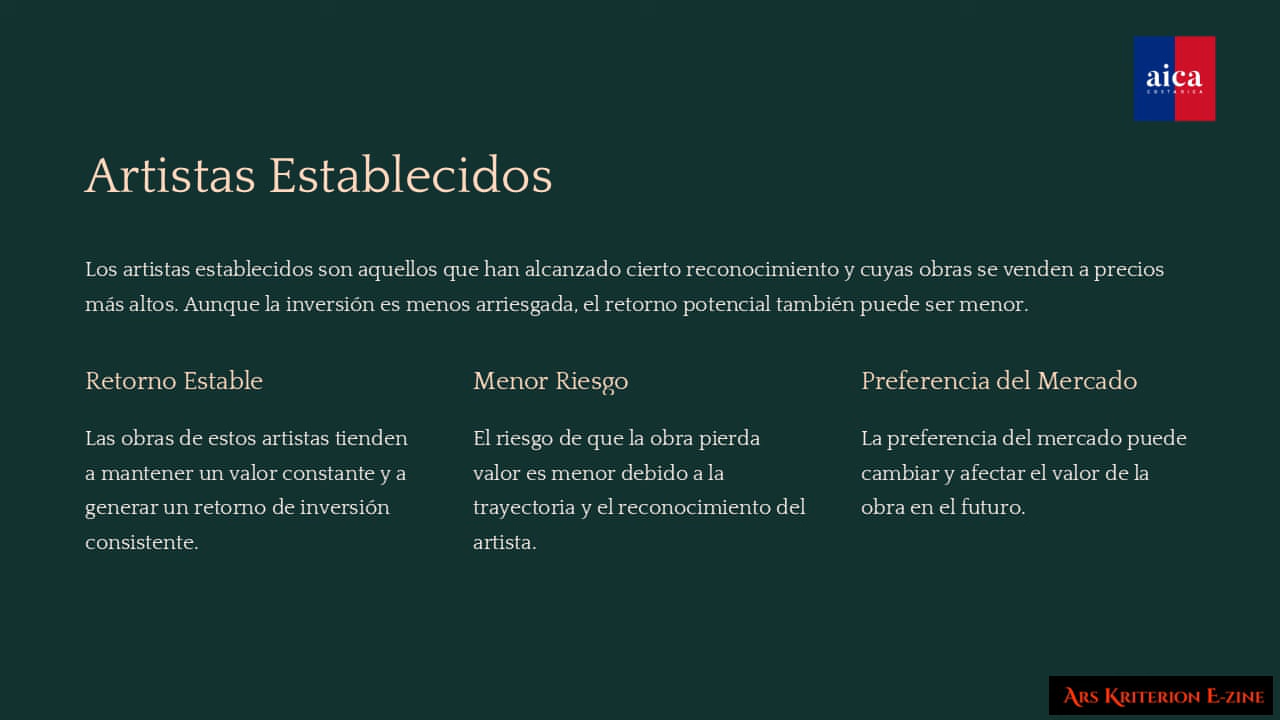 aica
COSTA RICA
Artistas Establecidos
Los artistas establecidos son aquellos que han alcanzado cierto reconocimiento y cuyas obras se venden a precios
más altos. Aunque la inversión es menos arriesgada, el retorno potencial también puede ser menor.
Retorno Estable
Las obras de estos artistas tienden
a mantener un valor constante y a
generar un retorno de inversión
consistente.
Menor Riesgo
El riesgo de que la obra pierda
valor es menor debido a la
trayectoria y el reconocimiento del
artista.
Preferencia del Mercado
La preferencia del mercado puede
cambiar y afectar el valor de la
obra en el futuro.
Ars Kriterion E-zine